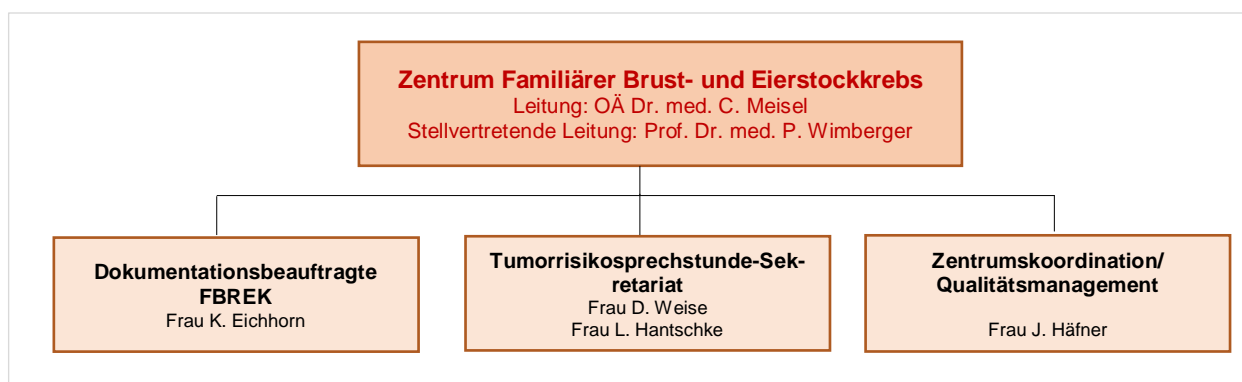 Zentrum Familiärer Brust- und Eierstockkrebs
Leitung: OÄ Dr. med. C. Meisel
Stellvertretende Leitung: Prof. Dr. med. P. Wimberger
Dokumentationsbeauftragte
FBREK
Frau K. Eichhorn
Tumorrisikosprechstunde-Sek-
retariat
Frau D. Weise
Frau L. Hantschke
Zentrumskoordination/
Qualitätsmanagement
Frau J. Häfner